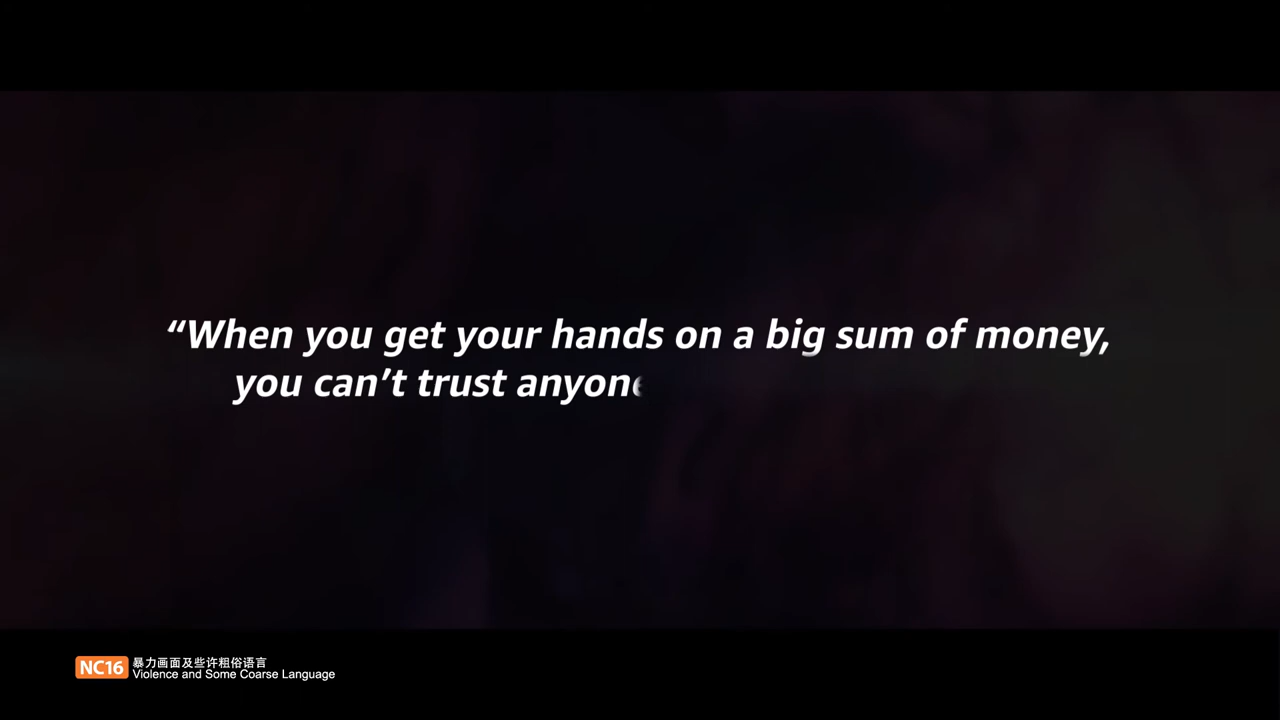 “When you get your hands on a big sum of money,
you can’t trust anyone
NC16
暴力画面及些许粗俗语言
Violence and Some Coarse Language